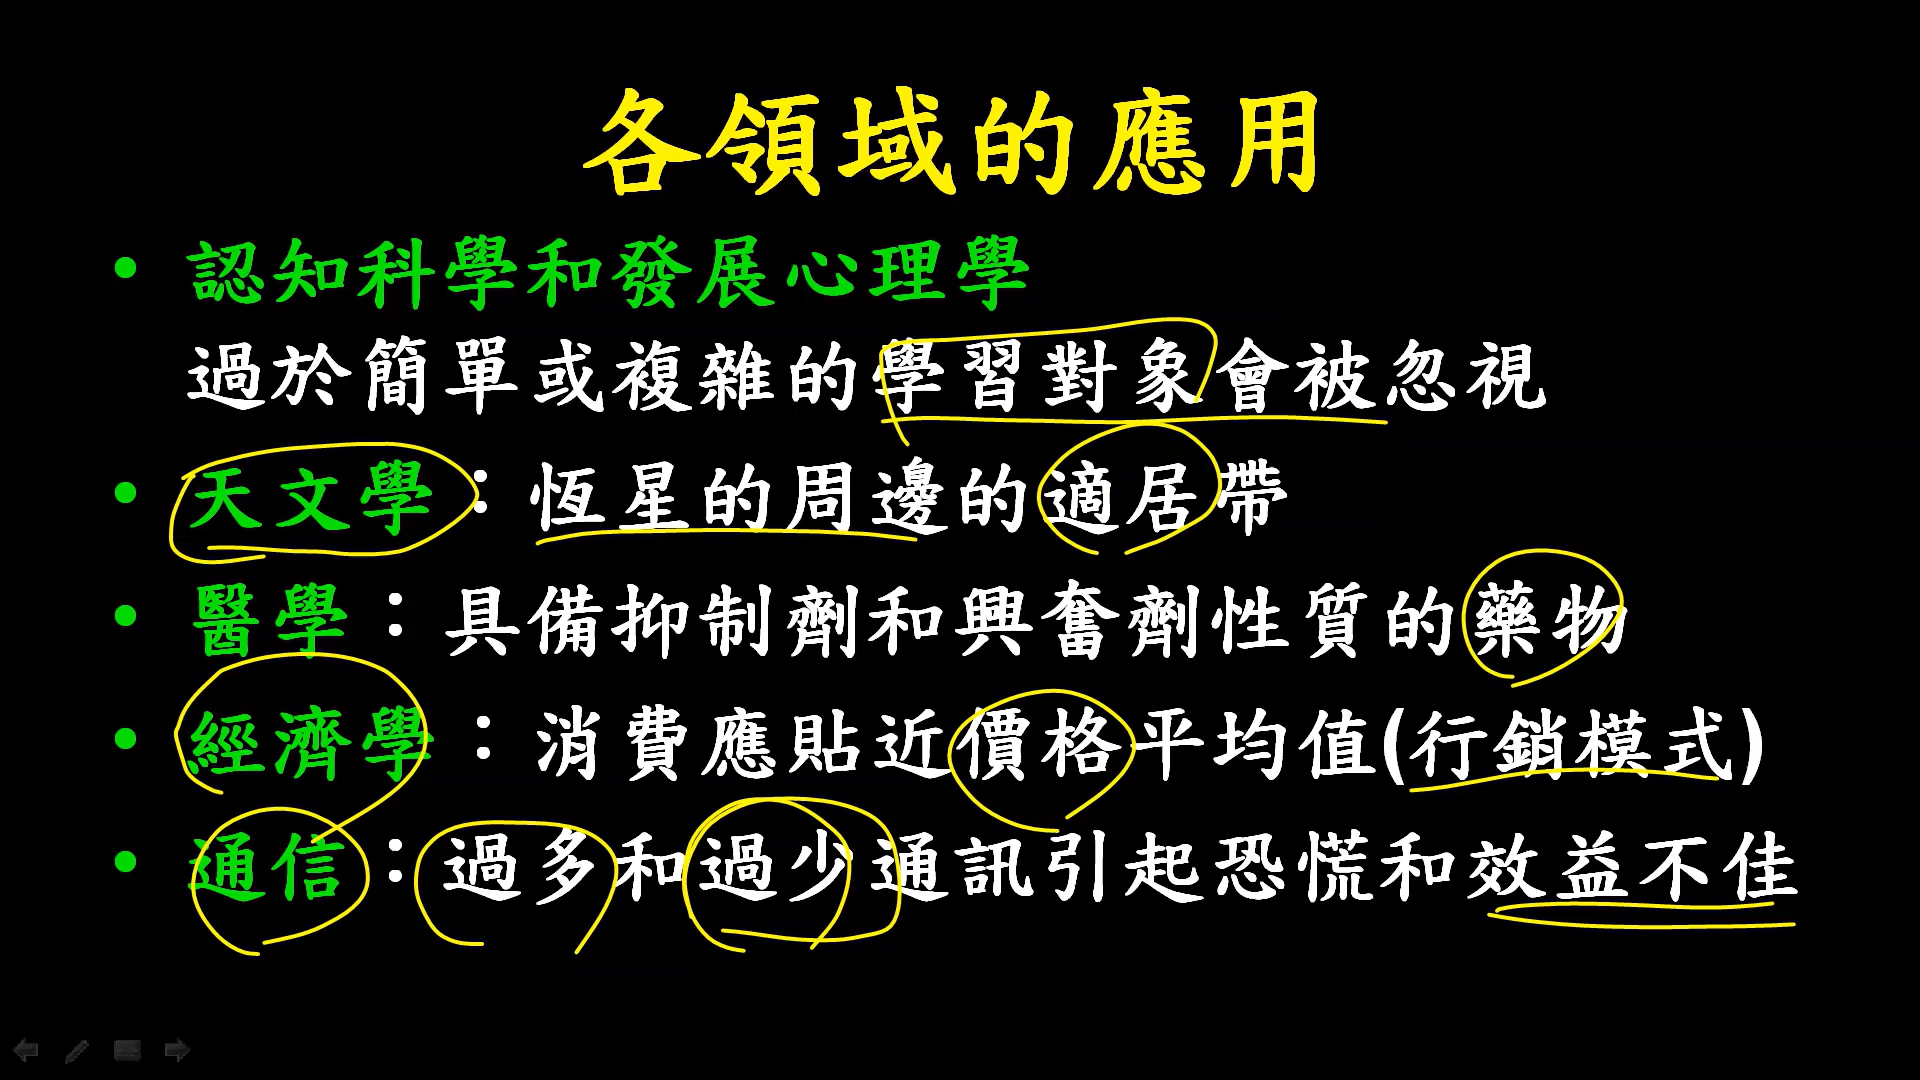 各領域的應用
• 認知科學和發展心理學
過於簡單或複雜的學習對象會被忽視
• 天文學：恆星的周邊的適居帶
• 醫學：具備抑制劑和興奮劑性質的藥物
• 經濟學：消費應貼近價格平均值(行銷模式)
• 通信：過多和過少通訊引起恐慌和效益不佳